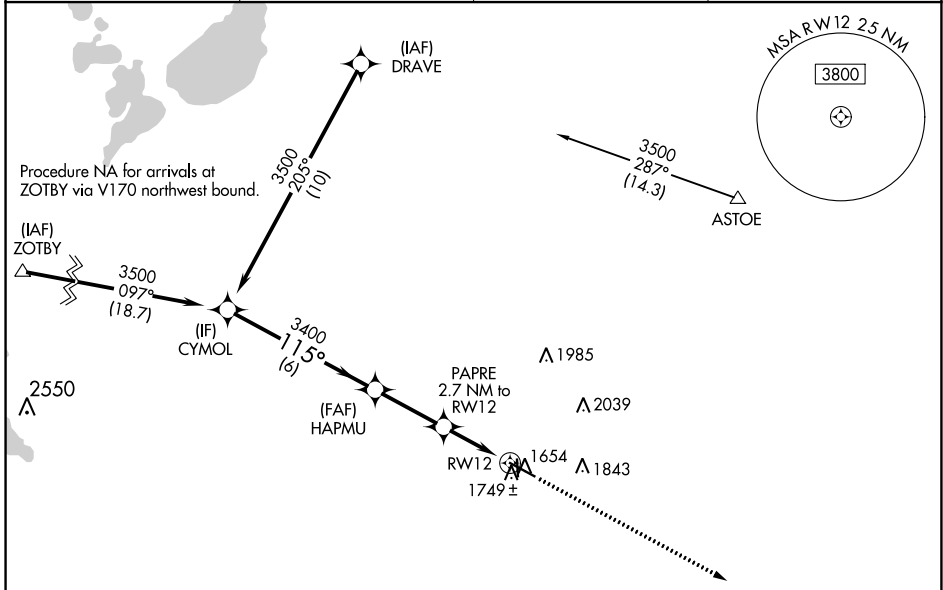 (IAF)
DRAVE
MSA RW12 25 NM
3800
3500
205°
(10)
3500
287°
(14.3)
ASTOE
Procedure NA for arrivals at
ZOTBY via V170 northwest bound.
(IAF)
ZOTBY
3500
097°
(18.7)
(IF)
CYMOL
3400
115°
(6)
(FAF)
HAPMU
PAPRE
2.7 NM to
RW12
1985
2550
2039
RW12
1654
1843
1749±